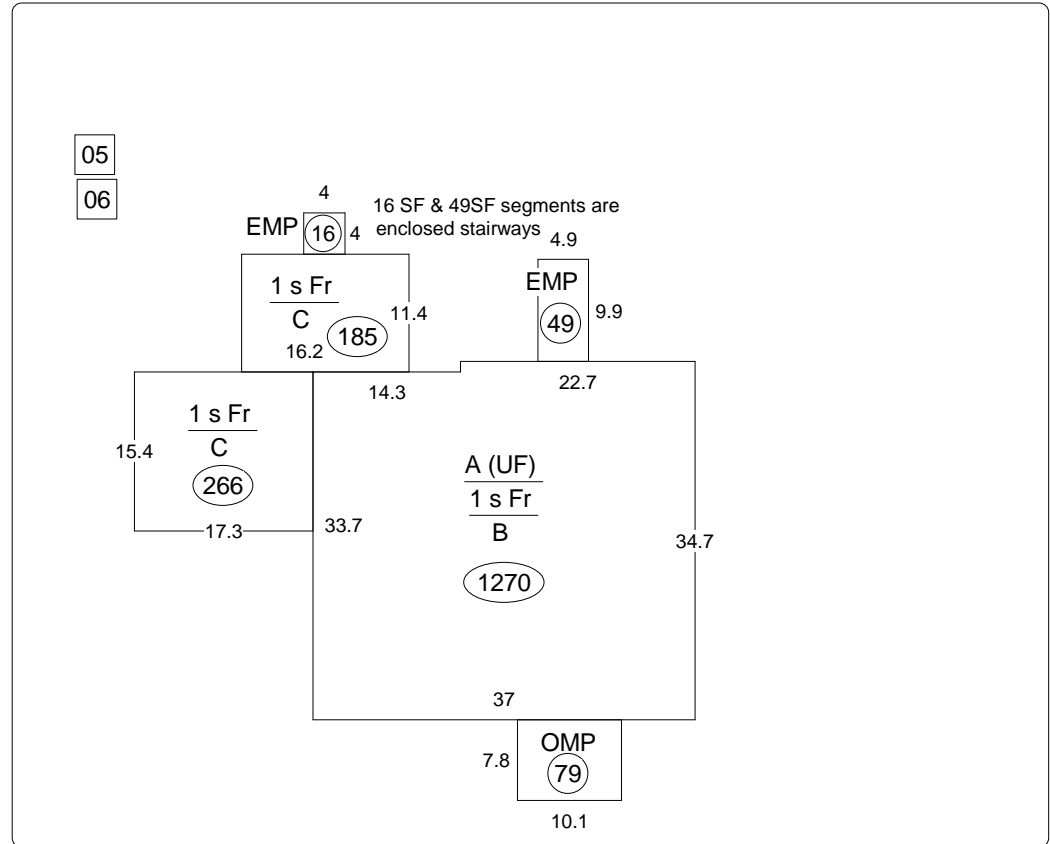 05
06
4
16 SF & 49SF segments are
EMP 16 4
enclosed stairways
4.9
EMP
9.9
49
1 s Fr
C
11.4
185
16.2
14.3
22.7
1 s Fr
C
15.4
266
17.3
A (UF)
1 s Fr
B
33.7
34.7
1270
37
OMP
7.8
79
10.1